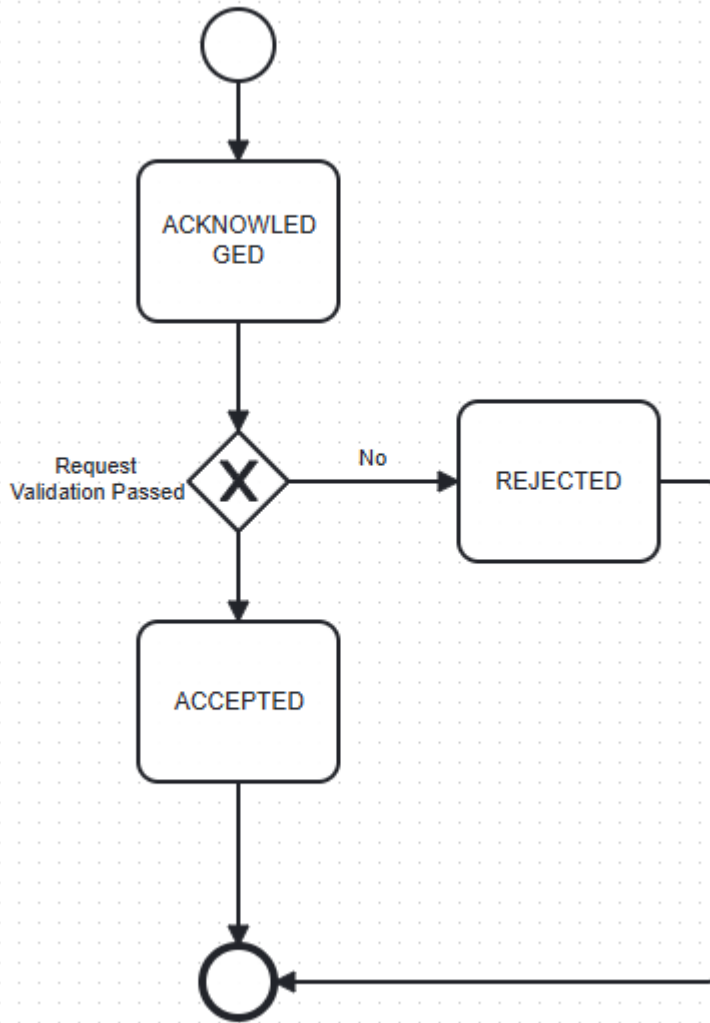 ACKNOWLED
GED
Request
Validation Passed
X
No
REJECTED
ACCEPTED